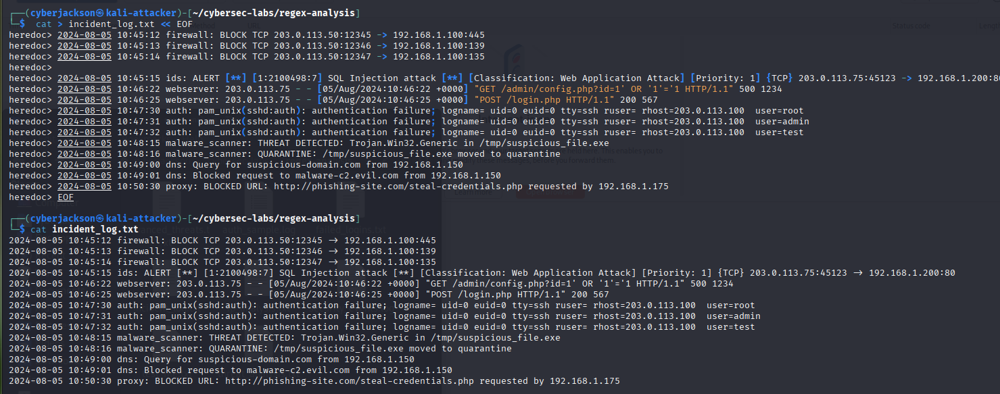 ┌──(cyberjackson㉿kali-attacker)-[~/cybersec-labs/regex-analysis]
└─$ cat > incident_log.txt << EOF
heredoc> 2024-08-05 10:45:12 firewall: BLOCK TCP 203.0.113.50:12345 -> 192.168.1.100:445
heredoc> 2024-08-05 10:45:13 firewall: BLOCK TCP 203.0.113.50:12346 -> 192.168.1.100:139
heredoc> 2024-08-05 10:45:14 firewall: BLOCK TCP 203.0.113.50:12347 -> 192.168.1.100:135
heredoc>
heredoc> 2024-08-05 10:45:15 ids: ALERT [**] [1:2100498:7] SQL Injection attack [**] [Classification: Web Application Attack] [Priority: 1] {TCP} 203.0.113.75:45123 -> 192.168.1.200:80
heredoc> 2024-08-05 10:46:22 webserver: 203.0.113.75 - - [05/Aug/2024:10:46:22 +0000] "GET /admin/config.php?id=1' OR '1'='1 HTTP/1.1" 500 1234
heredoc> 2024-08-05 10:46:25 webserver: 203.0.113.75 - - [05/Aug/2024:10:46:25 +0000] "POST /login.php HTTP/1.1" 200 567
heredoc> 2024-08-05 10:47:30 auth: pam_unix(sshd:auth): authentication failure; logname= uid=0 euid=0 tty=ssh ruser= rhost=203.0.113.100  user=root
heredoc> 2024-08-05 10:47:31 auth: pam_unix(sshd:auth): authentication failure; logname= uid=0 euid=0 tty=ssh ruser= rhost=203.0.113.100  user=admin
heredoc> 2024-08-05 10:47:32 auth: pam_unix(sshd:auth): authentication failure; logname= uid=0 euid=0 tty=ssh ruser= rhost=203.0.113.100  user=test
heredoc> 2024-08-05 10:48:15 malware_scanner: THREAT DETECTED: Trojan.Win32.Generic in /tmp/suspicious_file.exe
heredoc> 2024-08-05 10:48:16 malware_scanner: QUARANTINE: /tmp/suspicious_file.exe moved to quarantine
heredoc> 2024-08-05 10:49:00 dns: Query for suspicious-domain.com from 192.168.1.150
heredoc> 2024-08-05 10:49:01 dns: Blocked request to malware-c2.evil.com from 192.168.1.150
heredoc> 2024-08-05 10:50:30 proxy: BLOCKED URL: http://phishing-site.com/steal-credentials.php requested by 192.168.1.175
heredoc> EOF
┌──(cyberjackson㉿kali-attacker)-[~/cybersec-labs/regex-analysis]
└─$ cat incident_log.txt
2024-08-05 10:45:12 firewall: BLOCK TCP 203.0.113.50:12345 -> 192.168.1.100:445
2024-08-05 10:45:13 firewall: BLOCK TCP 203.0.113.50:12346 -> 192.168.1.100:139
2024-08-05 10:45:14 firewall: BLOCK TCP 203.0.113.50:12347 -> 192.168.1.100:135
2024-08-05 10:45:15 ids: ALERT [**] [1:2100498:7] SQL Injection attack [**] [Classification: Web Application Attack] [Priority: 1] {TCP} 203.0.113.75:45123 -> 192.168.1.200:80
2024-08-05 10:46:22 webserver: 203.0.113.75 - - [05/Aug/2024:10:46:22 +0000] "GET /admin/config.php?id=1' OR '1'='1 HTTP/1.1" 500 1234
2024-08-05 10:46:25 webserver: 203.0.113.75 - - [05/Aug/2024:10:46:25 +0000] "POST /login.php HTTP/1.1" 200 567
2024-08-05 10:47:30 auth: pam_unix(sshd:auth): authentication failure; logname= uid=0 euid=0 tty=ssh ruser= rhost=203.0.113.100  user=root
2024-08-05 10:47:31 auth: pam_unix(sshd:auth): authentication failure; logname= uid=0 euid=0 tty=ssh ruser= rhost=203.0.113.100  user=admin
2024-08-05 10:47:32 auth: pam_unix(sshd:auth): authentication failure; logname= uid=0 euid=0 tty=ssh ruser= rhost=203.0.113.100  user=test
2024-08-05 10:48:15 malware_scanner: THREAT DETECTED: Trojan.Win32.Generic in /tmp/suspicious_file.exe
2024-08-05 10:48:16 malware_scanner: QUARANTINE: /tmp/suspicious_file.exe moved to quarantine
2024-08-05 10:49:00 dns: Query for suspicious-domain.com from 192.168.1.150
2024-08-05 10:49:01 dns: Blocked request to malware-c2.evil.com from 192.168.1.150
2024-08-05 10:50:30 proxy: BLOCKED URL: http://phishing-site.com/steal-credentials.php requested by 192.168.1.175